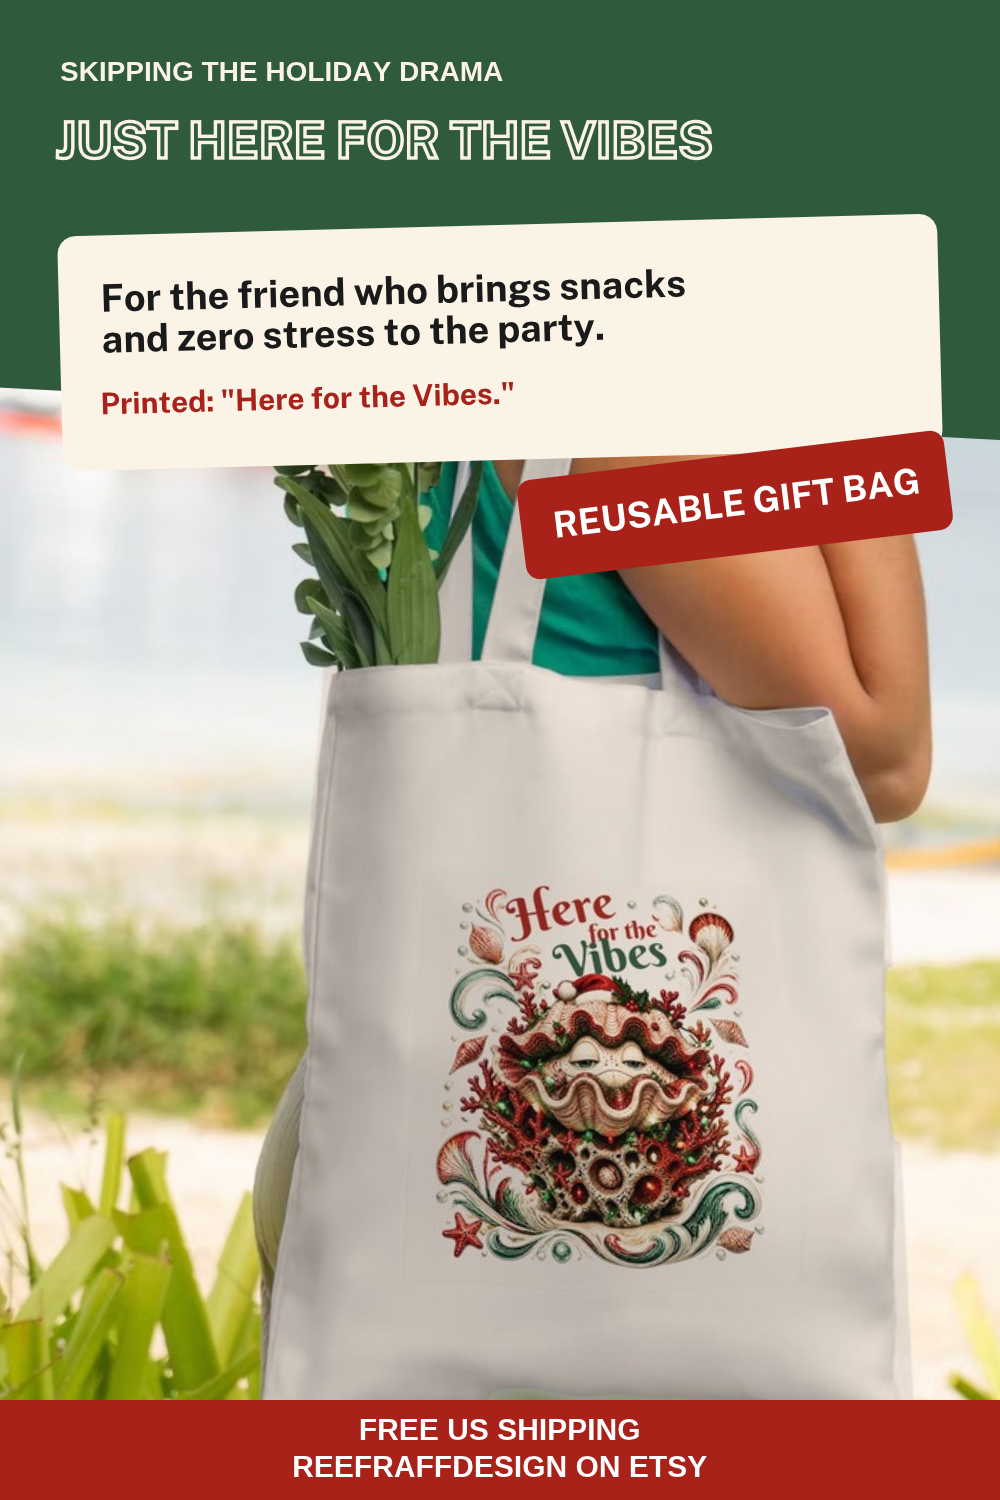 SKIPPING THE HOLIDAY DRAMA
JUST HERE FOR THE VIBES
For the friend who brings snacks
and zero stress to the party.
Printed: "Here for the Vibes."
REUSABLE GIFT BAG
Here
for the
Vibes
FREE US SHIPPING
REEFRAFFDESIGN ON ETSY